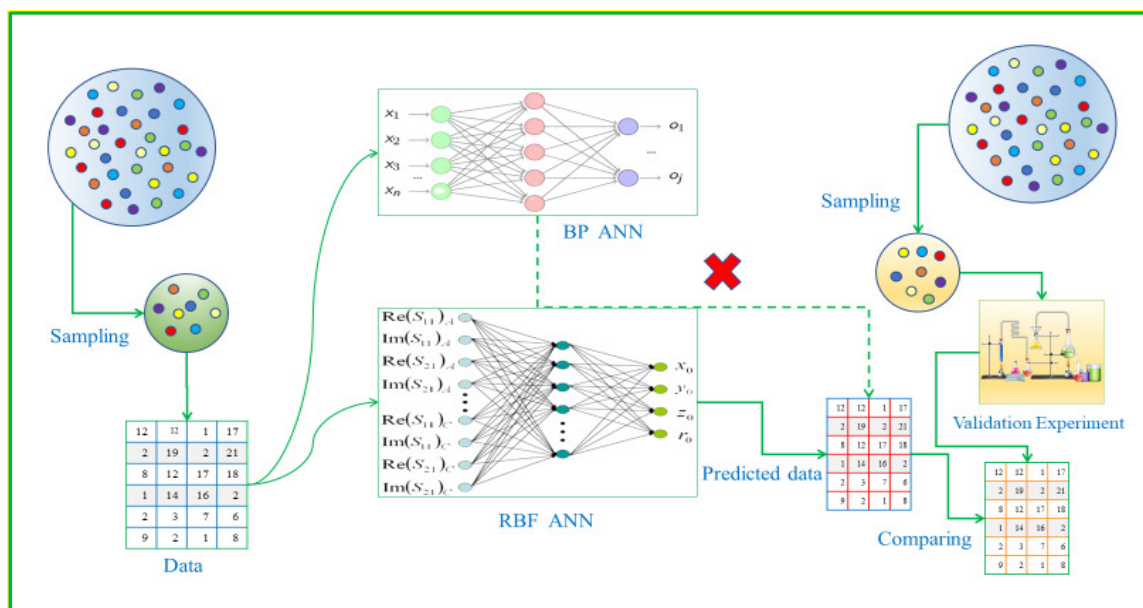 Sampling
12 12 1 17
2 19 2 21
8 12 17 18
1 14 16 2
2 3 7 6
9 2 1 8
Data
x1
x2
x3
...
xn
o1
...
oj
BP ANN
Re(S11)A
Im(S11)A
Re(S21)A
Im(S21)A
Re(S11)C
Im(S11)C
Re(S21)C
Im(S21)C
x0
y0
z0
r0
RBF ANN
Predicted data
12 12 1 17
2 19 2 21
8 12 17 18
1 14 16 2
2 3 7 6
9 2 1 8
Sampling
Validation Experiment
Comparing
12 12 1 17
2 19 2 21
8 12 17 18
1 14 16 2
2 3 7 6
9 2 1 8